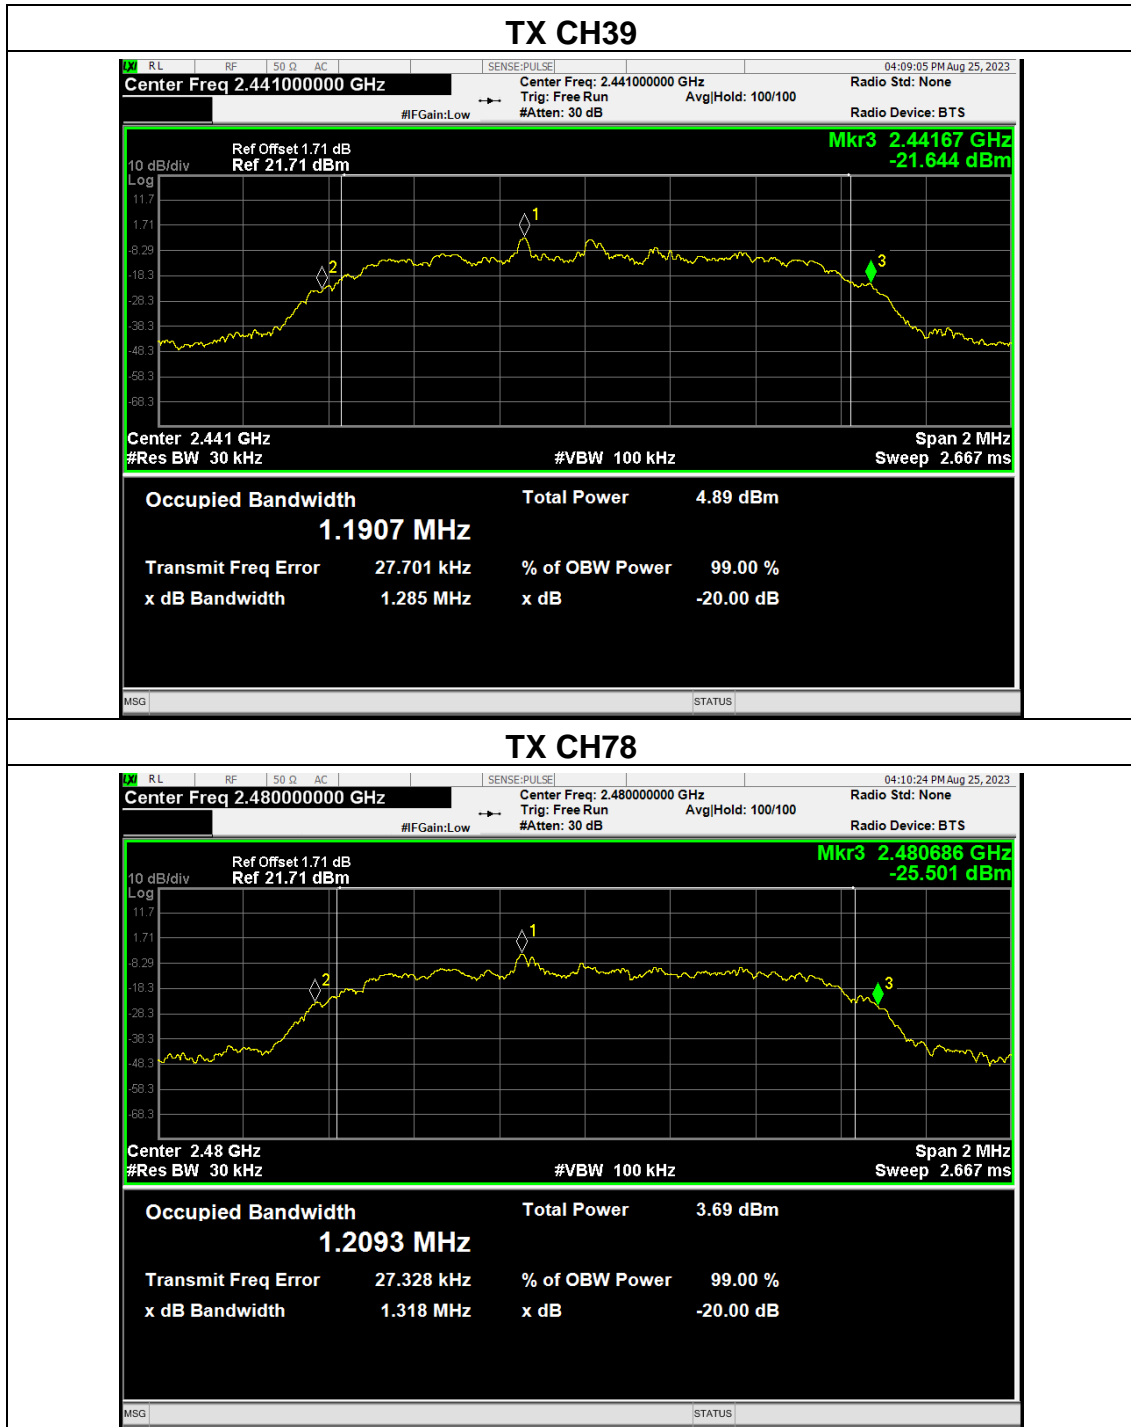 TX CH39
LXI RL RF 50 Ω AC SENSE:PULSE 04:09:05 PM Aug 25, 2023
Center Freq 2.441000000 GHz Center Freq: 2.441000000 GHz Radio Std: None
Trig: Free Run Avg|Hold: 100/100
#IFGain:Low #Atten: 30 dB Radio Device: BTS
Mkr3 2.44167 GHz
-21.644 dBm
Ref Offset 1.71 dB
10 dB/div Ref 21.71 dBm
Log
11.7
1.71
-8.29
-18.3
-28.3
-38.3
-48.3
-58.3
-68.3
1
2
3
Center 2.441 GHz Span 2 MHz
#Res BW 30 kHz #VBW 100 kHz Sweep 2.667 ms
Occupied Bandwidth Total Power 4.89 dBm
1.1907 MHz
Transmit Freq Error 27.701 kHz % of OBW Power 99.00 %
x dB Bandwidth 1.285 MHz x dB -20.00 dB
MSG STATUS
TX CH78
LXI RL RF 50 Ω AC SENSE:PULSE 04:10:24 PM Aug 25, 2023
Center Freq 2.480000000 GHz Center Freq: 2.480000000 GHz Radio Std: None
Trig: Free Run Avg|Hold: 100/100
#IFGain:Low #Atten: 30 dB Radio Device: BTS
Mkr3 2.480686 GHz
-25.501 dBm
Ref Offset 1.71 dB
10 dB/div Ref 21.71 dBm
Log
11.7
1.71
-8.29
-18.3
-28.3
-38.3
-48.3
-58.3
-68.3
1
2
3
Center 2.48 GHz Span 2 MHz
#Res BW 30 kHz #VBW 100 kHz Sweep 2.667 ms
Occupied Bandwidth Total Power 3.69 dBm
1.2093 MHz
Transmit Freq Error 27.328 kHz % of OBW Power 99.00 %
x dB Bandwidth 1.318 MHz x dB -20.00 dB
MSG STATUS